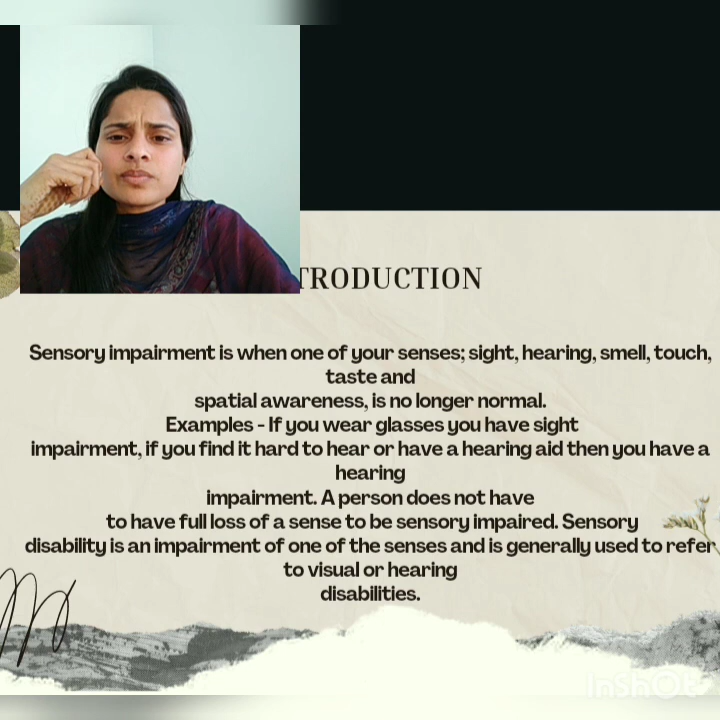 TRODUCTION
Sensory impairment is when one of your senses; sight, hearing, smell, touch,
taste and
spatial awareness, is no longer normal.
Examples - If you wear glasses you have sight
impairment, if you find it hard to hear or have a hearing aid then you have a
hearing
impairment. A person does not have
to have full loss of a sense to be sensory impaired. Sensory
disability is an impairment of one of the senses and is generally used to refer
to visual or hearing
disabilities.
InShOt